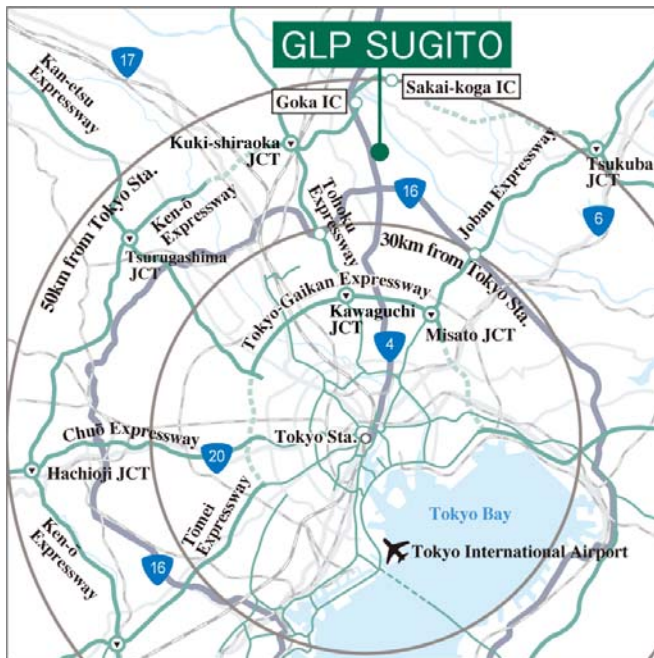 GLP SUGITO
17
Kan-etsu
Expressway
Goka IC
Sakai-koga IC
Kuki-shiraoka
JCT
Tsukuba
JCT
50km from Tokyo Sta.
Ken-ō
Expressway
Tohoku
Expressway
16
Joban Expressway
6
Tsurugashima
JCT
30km from Tokyo Sta.
Tokyo-Gaikan Expressway
Kawaguchi
JCT
Misato JCT
4
Chuō Expressway
20
Tokyo Sta.
Hachioji JCT
Tōmei
Expressway
Tokyo Bay
Ken-ō
Expressway
16
Tokyo International Airport